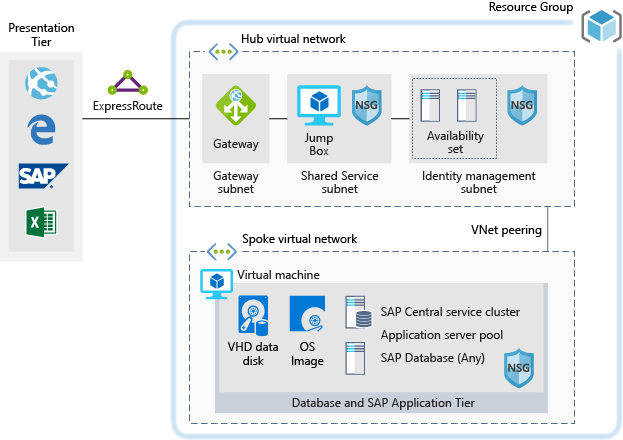 Resource Group
Presentation
Tier
SAP
ExpressRoute
Hub virtual network
Gateway
Gateway
subnet
Jump
Box
NSG
Shared Service
subnet
Availability
set
NSG
Identity management
subnet
VNet peering
Spoke virtual network
Virtual machine
VHD data
disk
OS
Image
SAP Central service cluster
Application server pool
SAP Database (Any)
NSG
Database and SAP Application Tier